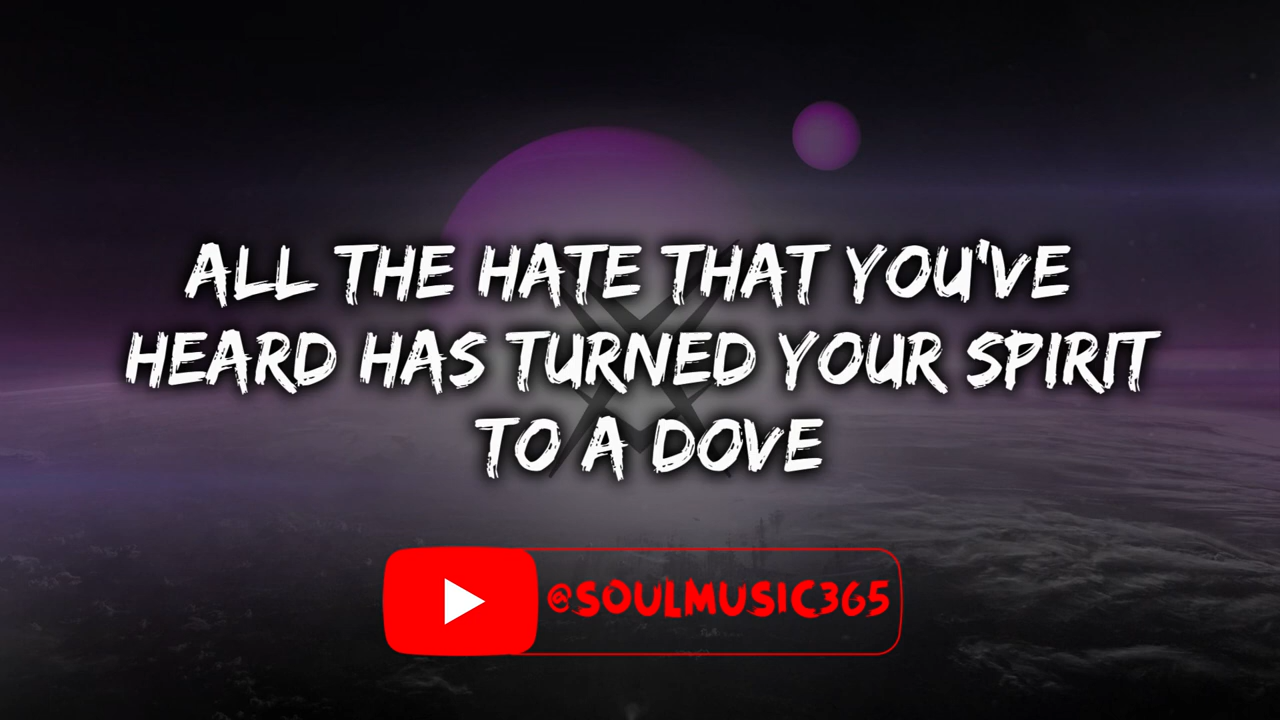 ALL THE HATE THAT YOU'VE
HEARD HAS TURNED YOUR SPIRIT
TO A DOVE
@SOULMUSIC365